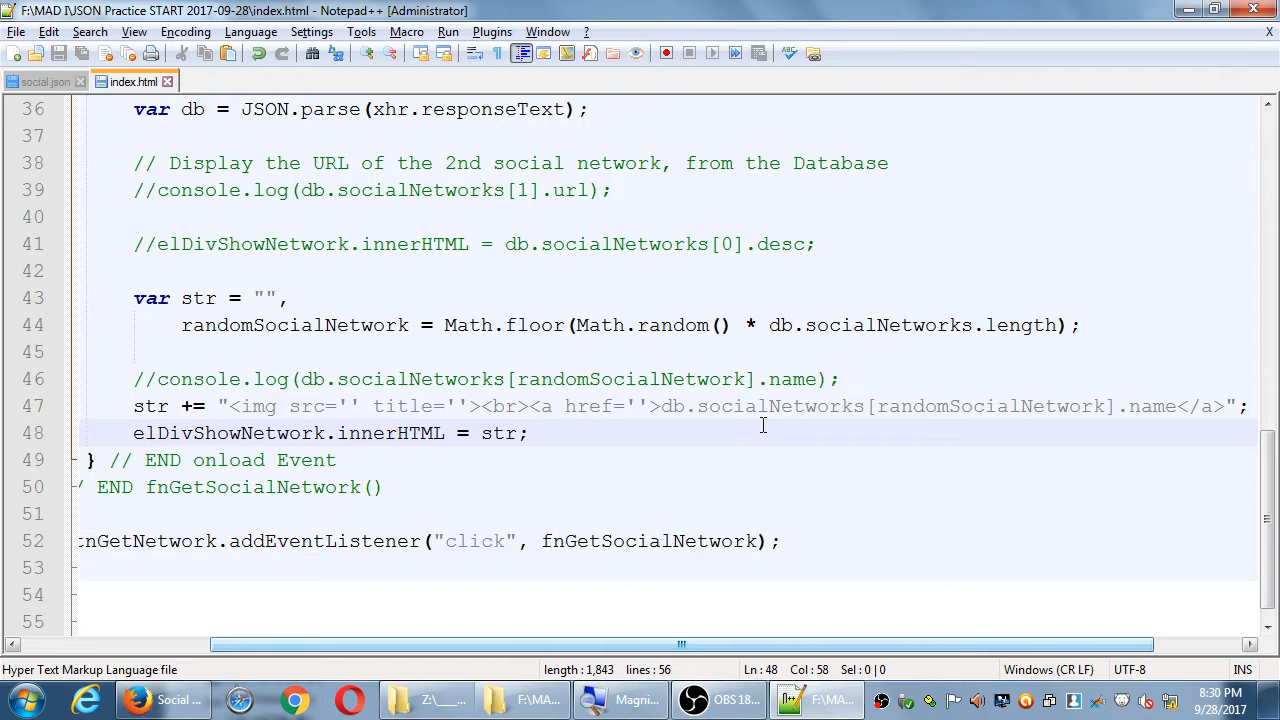 F:\MAD I\JSON Practice START 2017-09-28\index.html - Notepad++ [Administrator]
File Edit Search View Encoding Language Settings Tools Macro Run Plugins Window ? X
social.json index.html
36 var db = JSON.parse(xhr.responseText);
37
38 // Display the URL of the 2nd social network, from the Database
39 //console.log(db.socialNetworks[1].url);
40
41 //elDivShowNetwork.innerHTML = db.socialNetworks[0].desc;
42
43 var str = "",
44 randomSocialNetwork = Math.floor(Math.random() * db.socialNetworks.length);
45
46 //console.log(db.socialNetworks[randomSocialNetwork].name);
47 str += "<img src='' title=''><br><a href=''>db.socialNetworks[randomSocialNetwork].name</a>";
48 elDivShowNetwork.innerHTML = str;
49 } // END onload Event
50 / END fnGetSocialNetwork()
51
52 tnGetNetwork.addEventListener("click", fnGetSocialNetwork);
53
54
55
Hyper Text Markup Language file length : 1,843 lines : 56 Ln : 48 Col : 58 Sel : 0 | 0 Windows (CR LF) UTF-8 INS
Social ... Z:\___... F:\MA... Magni... OBS 18... F:\MA... 8:30 PM
9/28/2017